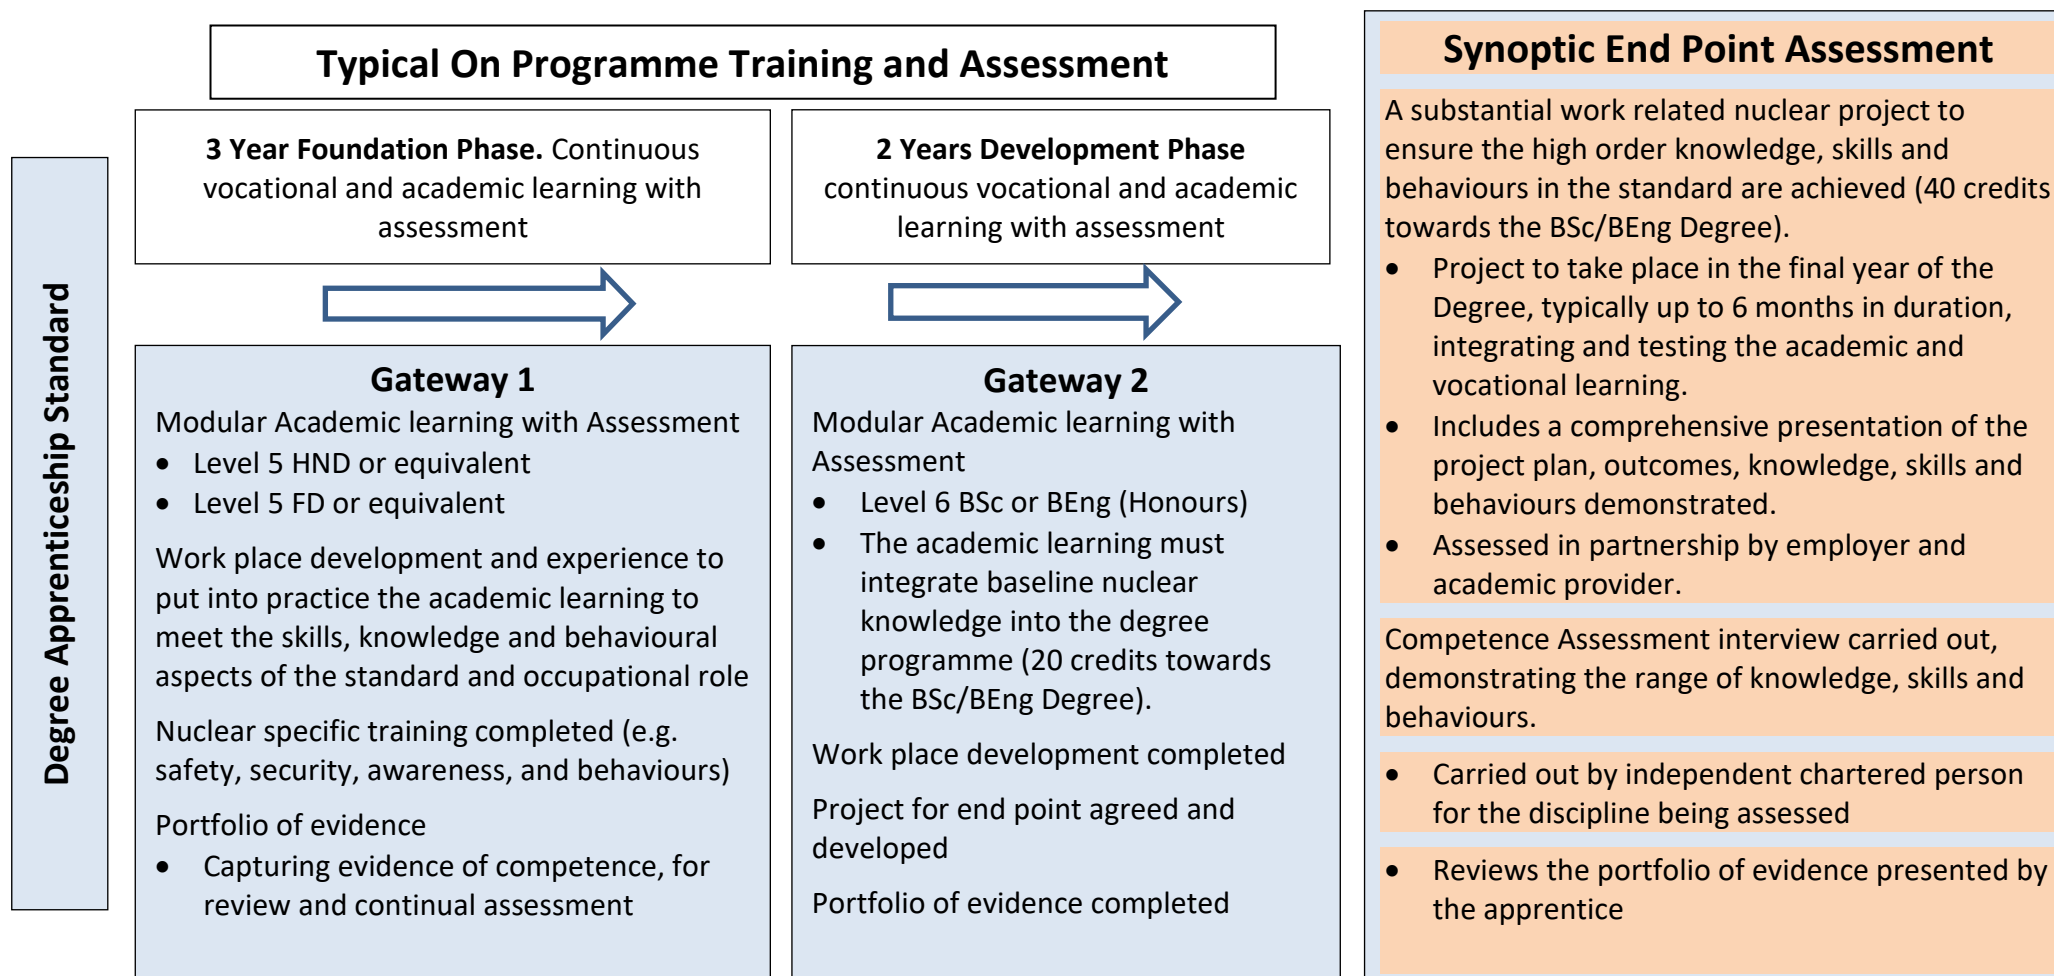 Degree Apprenticeship Standard
Typical On Programme Training and Assessment
3 Year Foundation Phase. Continuous
vocational and academic learning with
assessment
2 Years Development Phase
continuous vocational and academic
learning with assessment
Gateway 1
Modular Academic learning with Assessment
• Level 5 HND or equivalent
• Level 5 FD or equivalent
Work place development and experience to
put into practice the academic learning to
meet the skills, knowledge and behavioural
aspects of the standard and occupational role
Nuclear specific training completed (e.g.
safety, security, awareness, and behaviours)
Portfolio of evidence
• Capturing evidence of competence, for
review and continual assessment
Gateway 2
Modular Academic learning with
Assessment
• Level 6 BSc or BEng (Honours)
• The academic learning must
integrate baseline nuclear
knowledge into the degree
programme (20 credits towards
the BSc/BEng Degree).
Work place development completed
Project for end point agreed and
developed
Portfolio of evidence completed
Synoptic End Point Assessment
A substantial work related nuclear project to
ensure the high order knowledge, skills and
behaviours in the standard are achieved (40 credits
towards the BSc/BEng Degree).
• Project to take place in the final year of the
Degree, typically up to 6 months in duration,
integrating and testing the academic and
vocational learning.
• Includes a comprehensive presentation of the
project plan, outcomes, knowledge, skills and
behaviours demonstrated.
• Assessed in partnership by employer and
academic provider.
Competence Assessment interview carried out,
demonstrating the range of knowledge, skills and
behaviours.
• Carried out by independent chartered person
for the discipline being assessed
• Reviews the portfolio of evidence presented by
the apprentice